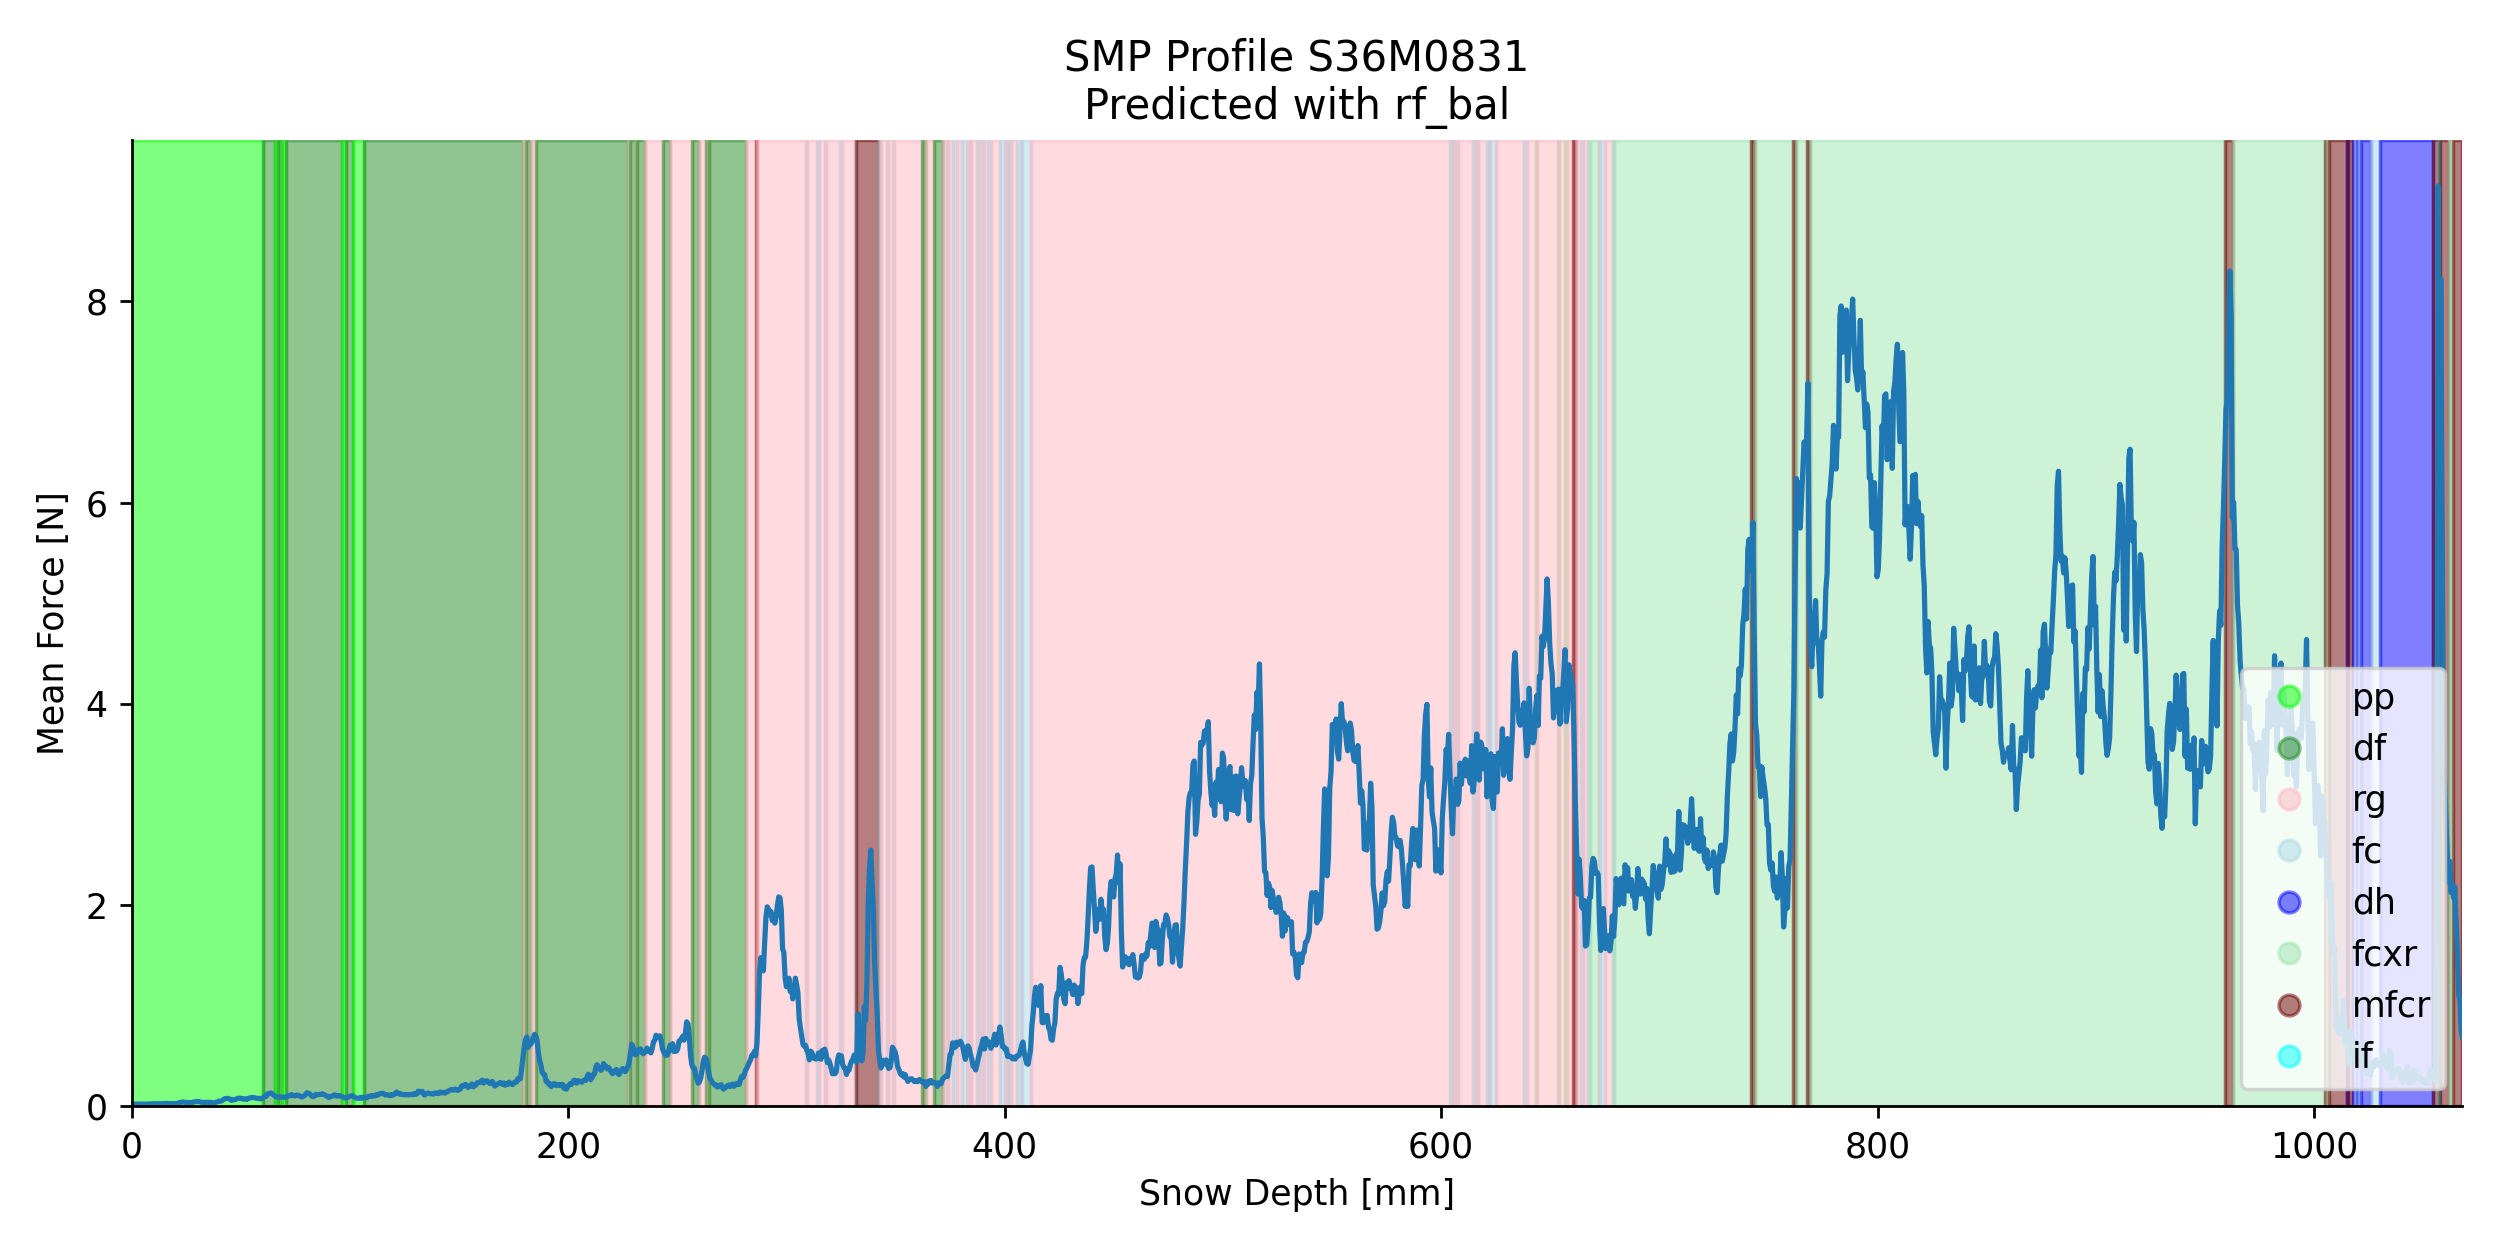 SMP Profile S36M0831
Predicted with rf_bal
Mean Force [N]
8
6
4
2
0
0 200 400 600 800 1000
Snow Depth [mm]
pp
df
rg
fc
dh
fcxr
mfcr
if